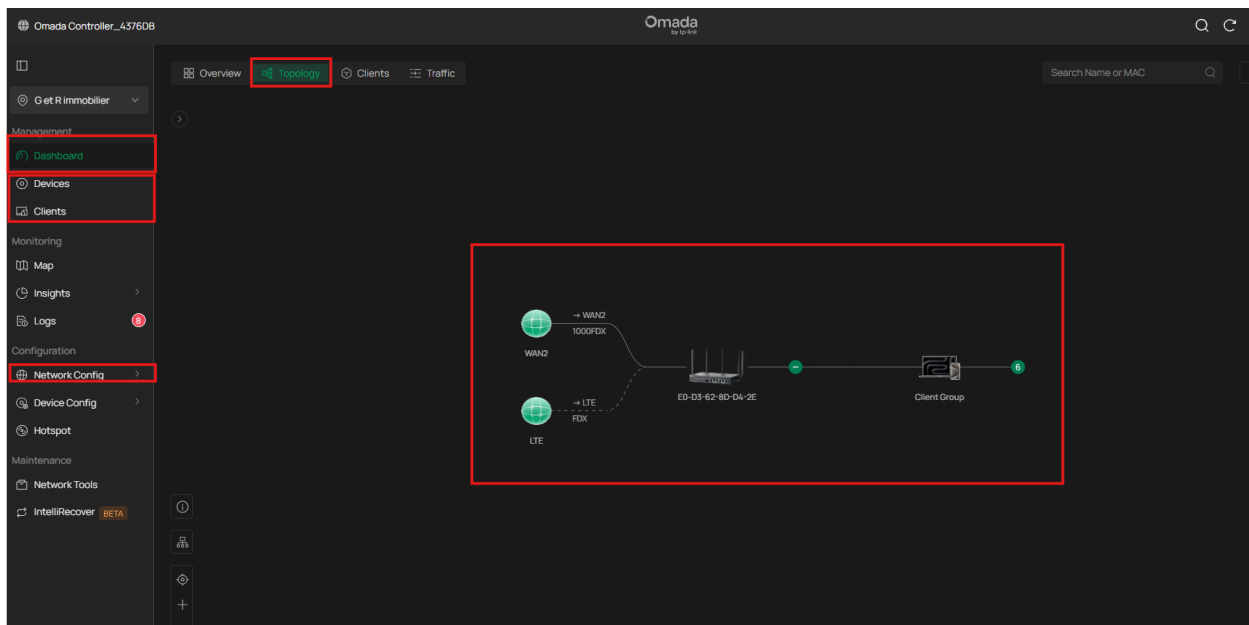 Omada Controller_4376DB
Omada
by tp-link
Overview
Topology
Clients
Traffic
Search Name or MAC
G et R immobilier
Management
Dashboard
Devices
Clients
Monitoring
Map
Insights
Logs
8
Configuration
Network Config
Device Config
Hotspot
Maintenance
Network Tools
IntelliRecover BETA
→ WAN2
1000FDX
WAN2
→ LTE
FDX
LTE
E0-D3-62-8D-D4-2E
Client Group
6